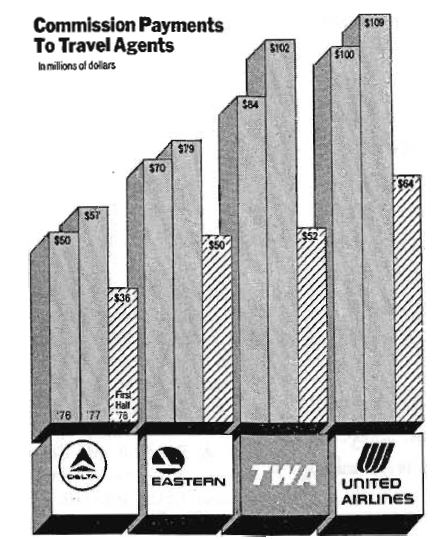 Commission Payments
To Travel Agents
In millions of dollars
$50
$57
$36
$70
$79
$50
$84
$102
$52
$100
$109
$64
'76
'77
First
Half
'78
DELTA
EASTERN
TWA
UNITED
AIRLINES